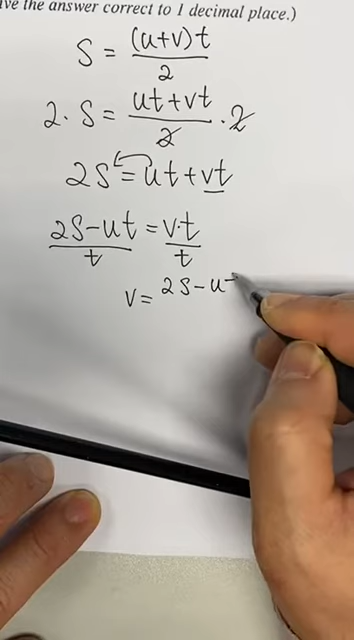 ve the answer correct to 1 decimal place.)
S = (u+v)t / 2
2 · S = ut+vt / 2 · 2
2S = ut + vt
2S-ut / t = v·t / t
v = 2S-u